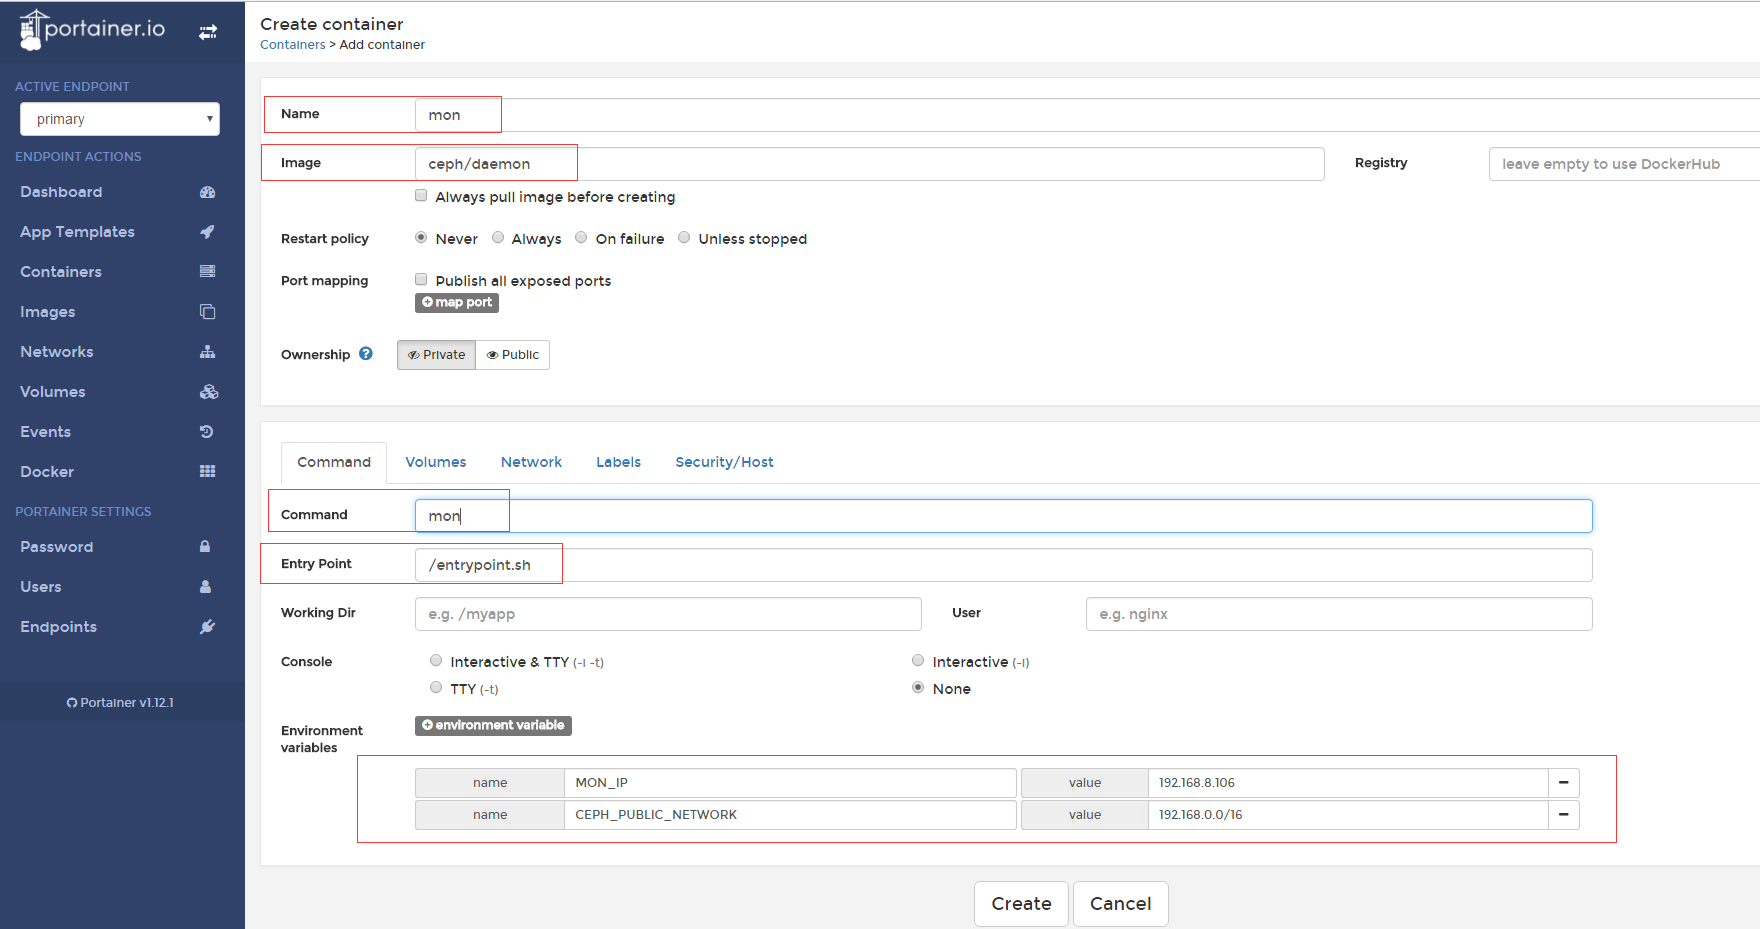 portainer.io
ACTIVE ENDPOINT
primary
ENDPOINT ACTIONS
Dashboard
App Templates
Containers
Images
Networks
Volumes
Events
Docker
PORTAINER SETTINGS
Password
Users
Endpoints
Portainer v1.12.1
Create container
Containers > Add container
Name mon
Image ceph/daemon Registry leave empty to use DockerHub
Always pull image before creating
Restart policy Never Always On failure Unless stopped
Port mapping Publish all exposed ports
map port
Ownership ? Private Public
Command Volumes Network Labels Security/Host
Command mon
Entry Point /entrypoint.sh
Working Dir e.g. /myapp User e.g. nginx
Console Interactive & TTY (-i -t) Interactive (-i)
TTY (-t) None
Environment variables environment variable
name MON_IP value 192.168.8.106
name CEPH_PUBLIC_NETWORK value 192.168.0.0/16
Create Cancel